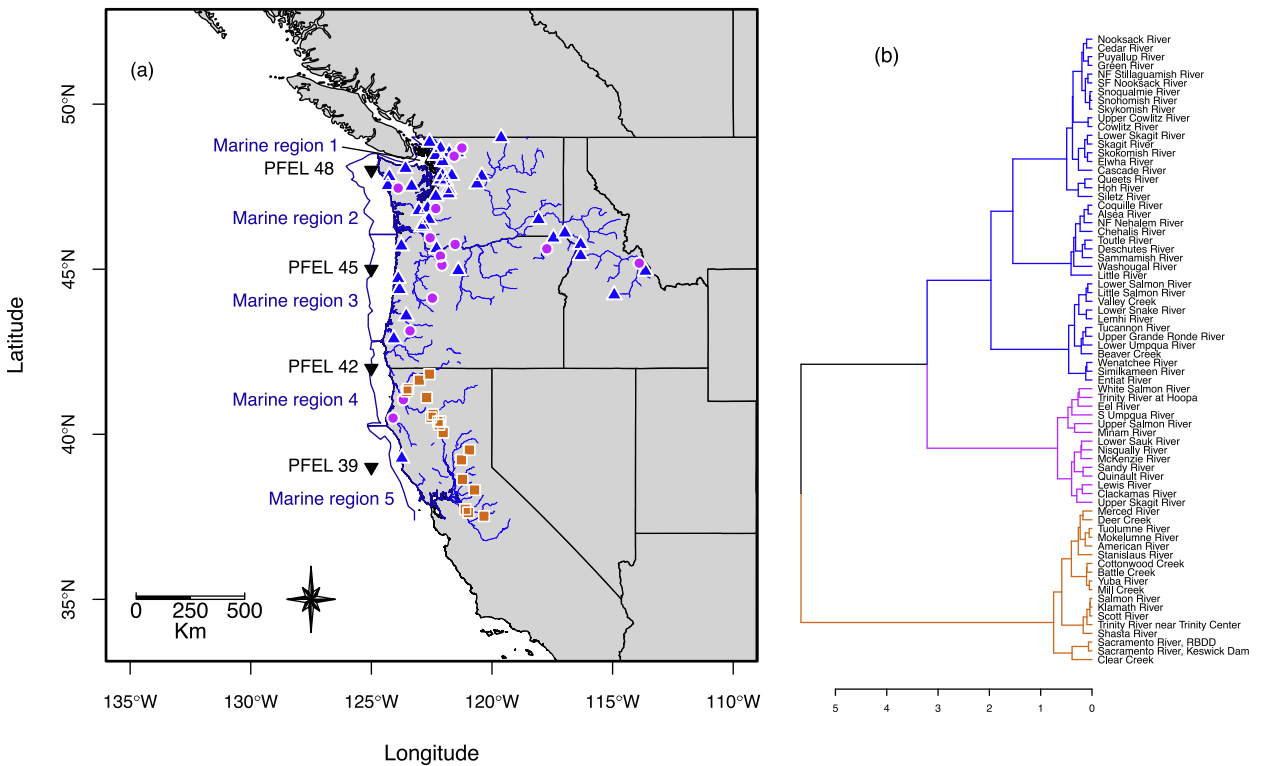 (a)
Marine region 1
PFEL 48
Marine region 2
PFEL 45
Marine region 3
PFEL 42
Marine region 4
PFEL 39
Marine region 5
0 250 500
Km
50°N
45°N
40°N
35°N
Latitude
135°W 130°W 125°W 120°W 115°W 110°W
Longitude
(b)
Nooksack River
Cedar River
Puyallup River
Green River
NF Stillaguamish River
SF Nooksack River
Snoqualmie River
Snohomish River
Skykomish River
Upper Cowlitz River
Cowlitz River
Lower Skagit River
Skagit River
Skokomish River
Elwha River
Cascade River
Queets River
Hoh River
Siletz River
Coquille River
Alsea River
NF Nehalem River
Chehalis River
Toutle River
Deschutes River
Sammamish River
Washougal River
Little River
Lower Salmon River
Little Salmon River
Valley Creek
Lower Snake River
Lemhi River
Tucannon River
Upper Grande Ronde River
Lower Umpqua River
Beaver Creek
Wenatchee River
Similkameen River
Entiat River
White Salmon River
Trinity River at Hoopa
Eel River
S Umpqua River
Upper Salmon River
Minam River
Lower Sauk River
Nisqually River
McKenzie River
Sandy River
Quinault River
Lewis River
Clackamas River
Upper Skagit River
Merced River
Deer Creek
Tuolumne River
Mokelumne River
American River
Stanislaus River
Cottonwood Creek
Battle Creek
Yuba River
Mill Creek
Salmon River
Klamath River
Scott River
Trinity River near Trinity Center
Shasta River
Sacramento River, RBDD
Sacramento River, Keswick Dam
Clear Creek
5 4 3 2 1 0